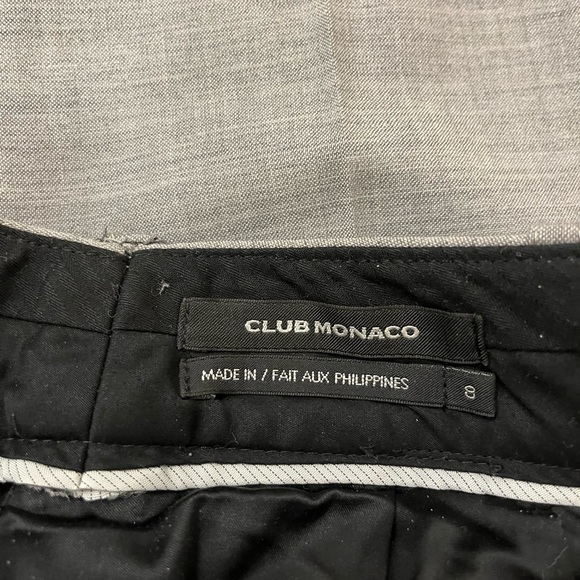 CLUB MONACO
MADE IN / FAIT AUX PHILIPPINES
8